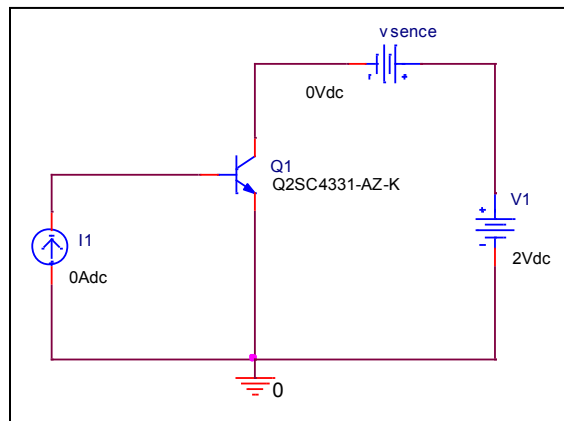 vsence
0Vdc
Q1
Q2SC4331-AZ-K
V1
I1
2Vdc
0Adc
0